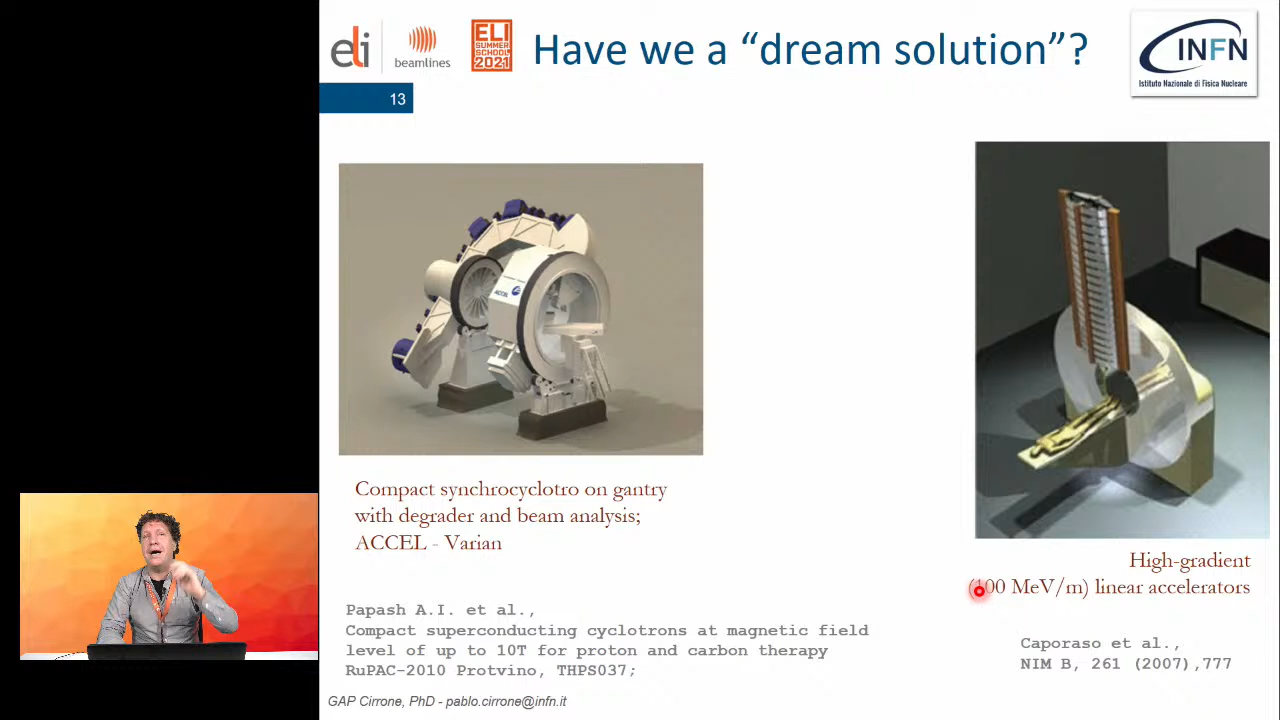 eli
beamlines
ELI
SUMMER
SCHOOL
2021
Have we a “dream solution”?
INFN
Istituto Nazionale di Fisica Nucleare
13
ACCEL
Compact synchrocyclotro on gantry
with degrader and beam analysis;
ACCEL - Varian
High-gradient
(100 MeV/m) linear accelerators
Papash A.I. et al.,
Compact superconducting cyclotrons at magnetic field
level of up to 10T for proton and carbon therapy
RuPAC-2010 Protvino, THPS037;
Caporaso et al.,
NIM B, 261 (2007),777
GAP Cirrone, PhD - pablo.cirrone@infn.it